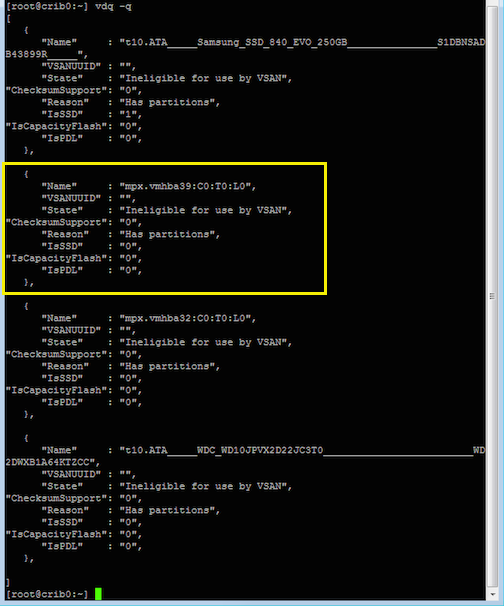 [root@crib0:~] vdq -q
[
   {
      "Name"     : "t10.ATA_____Samsung_SSD_840_EVO_250GB_______________S1DBNSAD
B43899R_____",
      "VSANUUID" : "",
      "State"    : "Ineligible for use by VSAN",
"ChecksumSupport": "0",
      "Reason"   : "Has partitions",
      "IsSSD"    : "1",
"IsCapacityFlash": "0",
      "IsPDL"    : "0",
   },
   {
      "Name"     : "mpx.vmhba39:C0:T0:L0",
      "VSANUUID" : "",
      "State"    : "Ineligible for use by VSAN",
"ChecksumSupport": "0",
      "Reason"   : "Has partitions",
      "IsSSD"    : "0",
"IsCapacityFlash": "0",
      "IsPDL"    : "0",
   },
   {
      "Name"     : "mpx.vmhba32:C0:T0:L0",
      "VSANUUID" : "",
      "State"    : "Ineligible for use by VSAN",
"ChecksumSupport": "0",
      "Reason"   : "Has partitions",
      "IsSSD"    : "0",
"IsCapacityFlash": "0",
      "IsPDL"    : "0",
   },
   {
      "Name"     : "t10.ATA_____WDC_WD10JPVX2D22JC3T0_________________________WD
2DWXB1A64KTZCC",
      "VSANUUID" : "",
      "State"    : "Ineligible for use by VSAN",
"ChecksumSupport": "0",
      "Reason"   : "Has partitions",
      "IsSSD"    : "0",
"IsCapacityFlash": "0",
      "IsPDL"    : "0",
   },
]
[root@crib0:~]